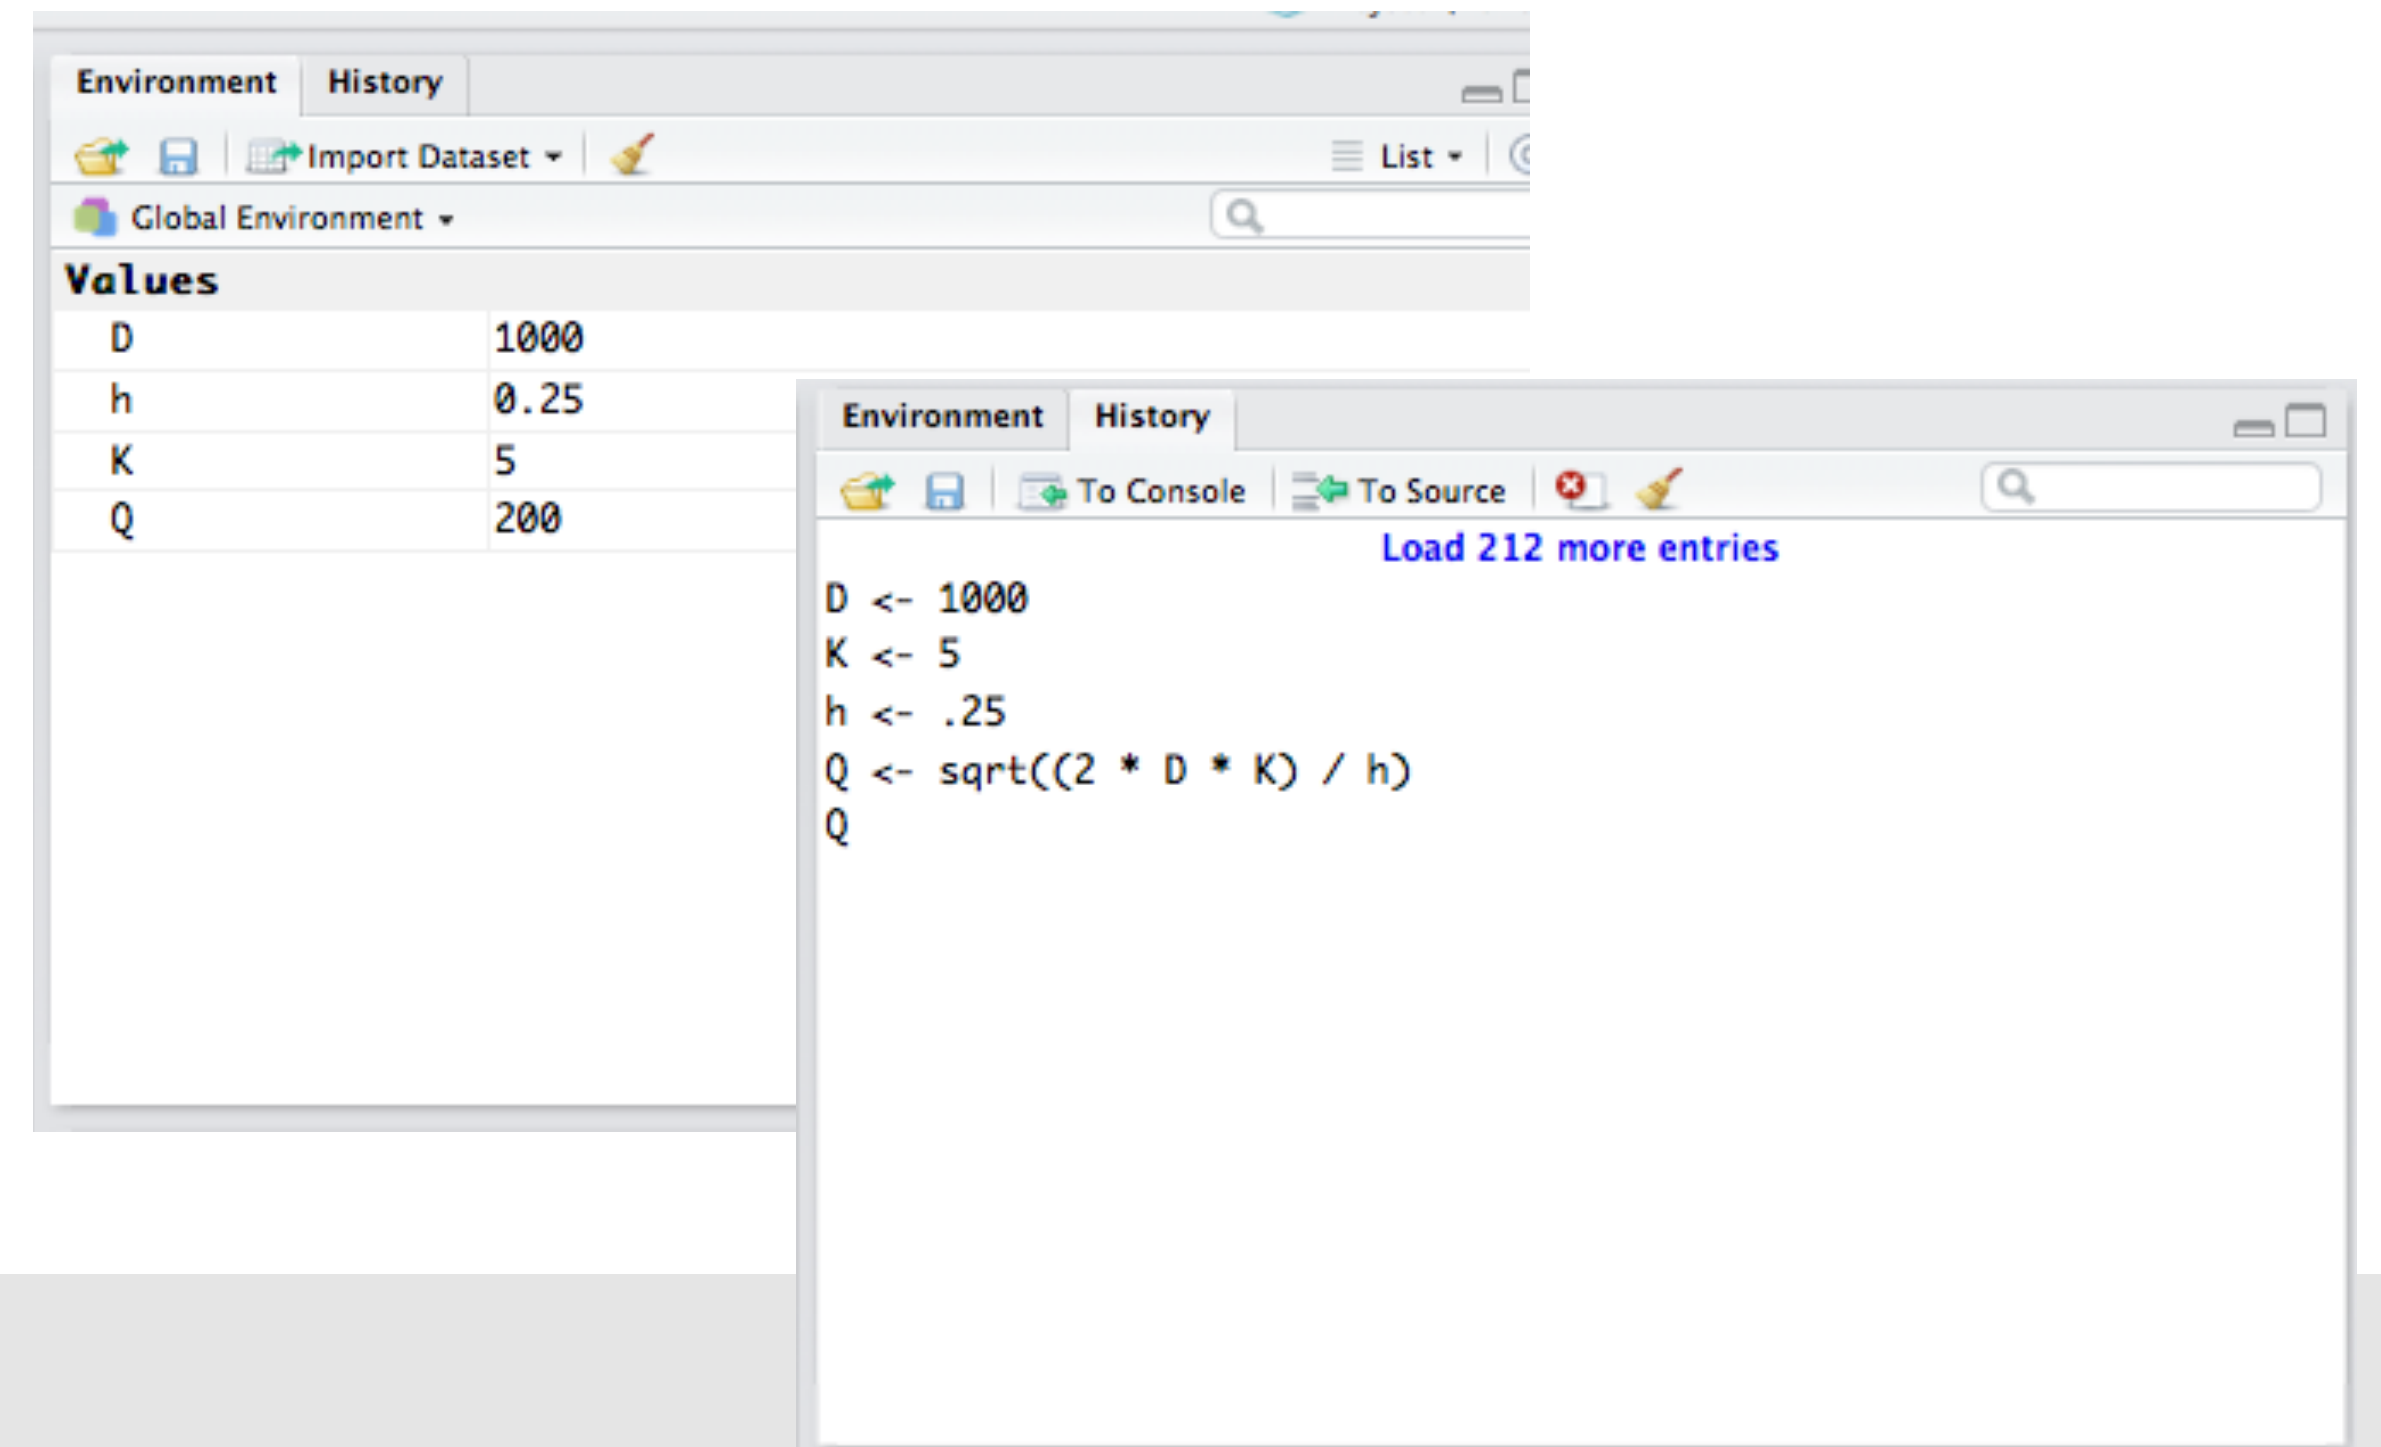 Environment History
Import Dataset List
Global Environment
Values
D 1000
h 0.25
K 5
Q 200
Environment History
To Console To Source
Load 212 more entries
D <- 1000
K <- 5
h <- .25
Q <- sqrt((2 * D * K) / h)
Q